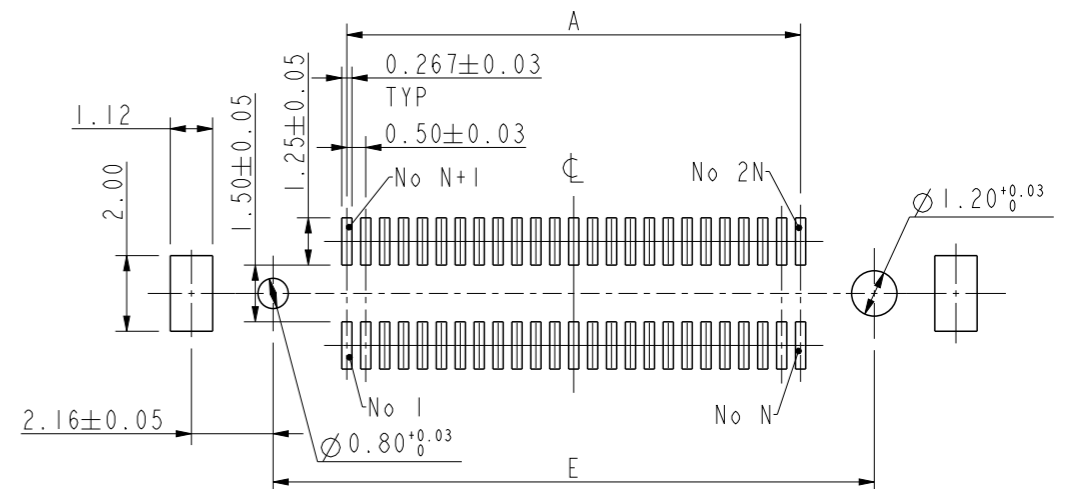 A
0.267±0.03
TYP
1.12
1.25±0.05
0.50±0.03
1.50±0.05
℄
No N+1
No 2N
2.00
Ø1.20+0.03 0
No 1
No N
2.16±0.05
Ø0.80+0.03 0
E